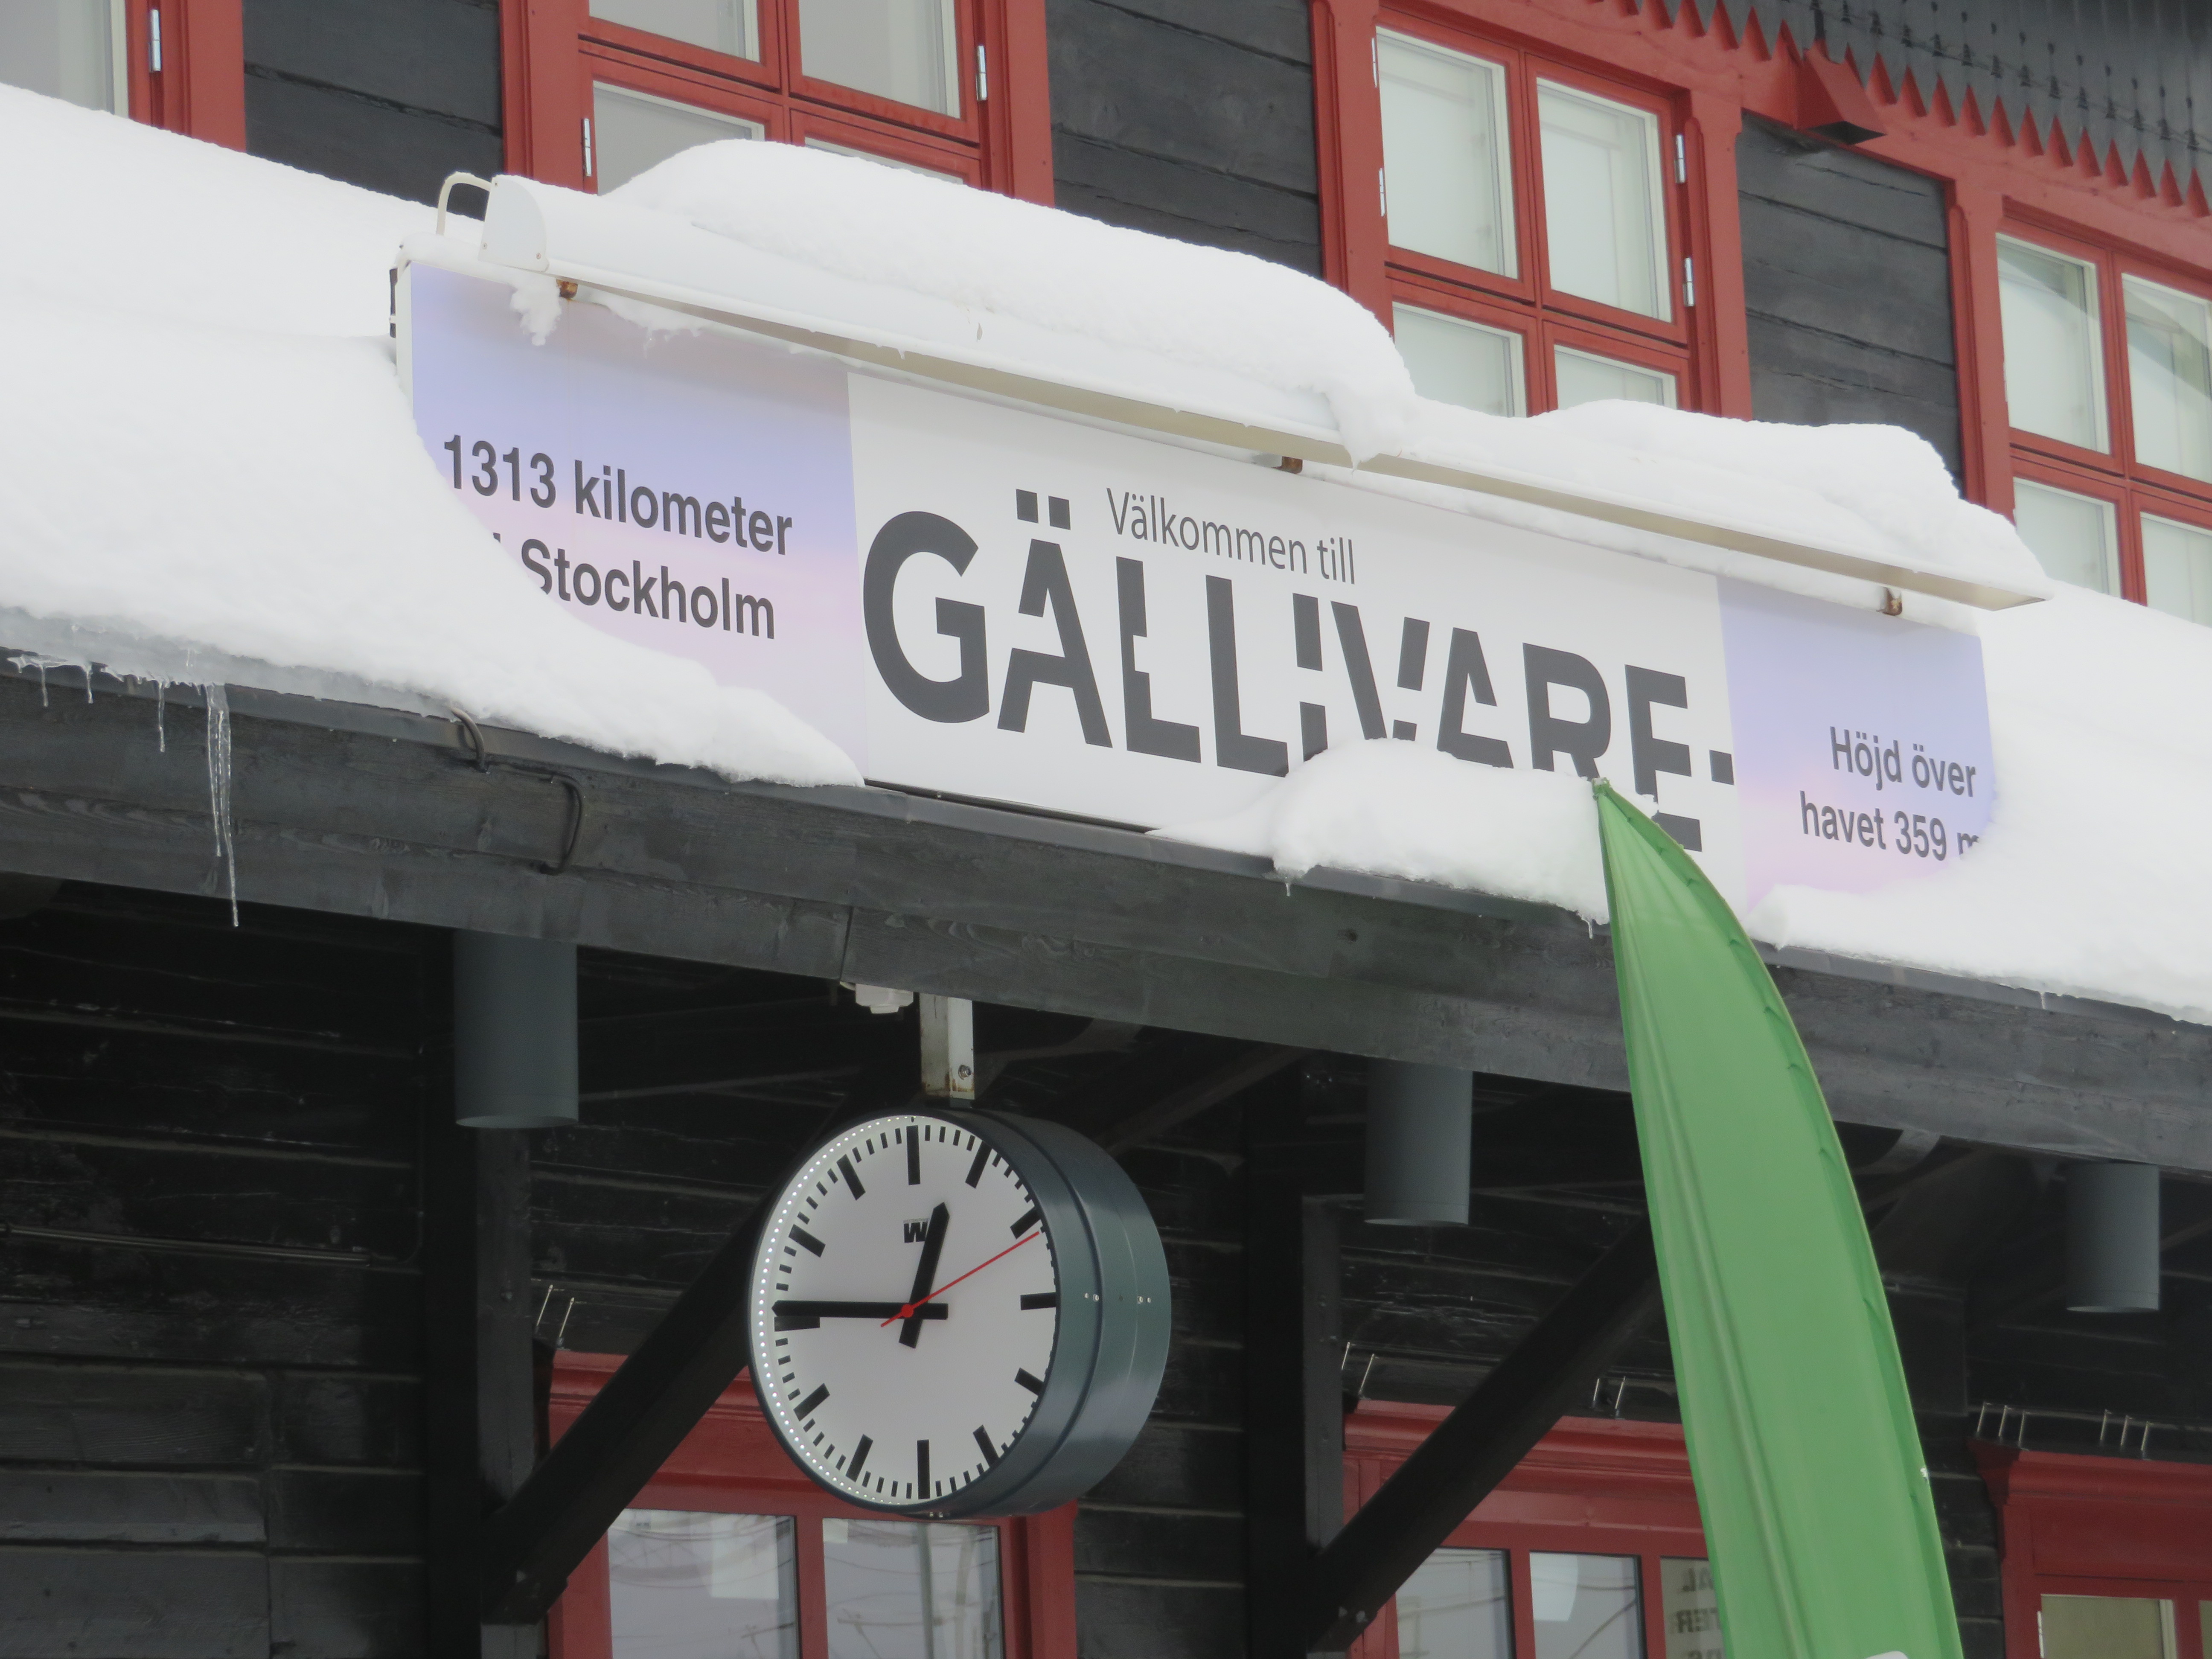 1313 kilometer
Stockholm
Välkommen till
GÄLLIVARE
Höjd över
havet 359 m
W